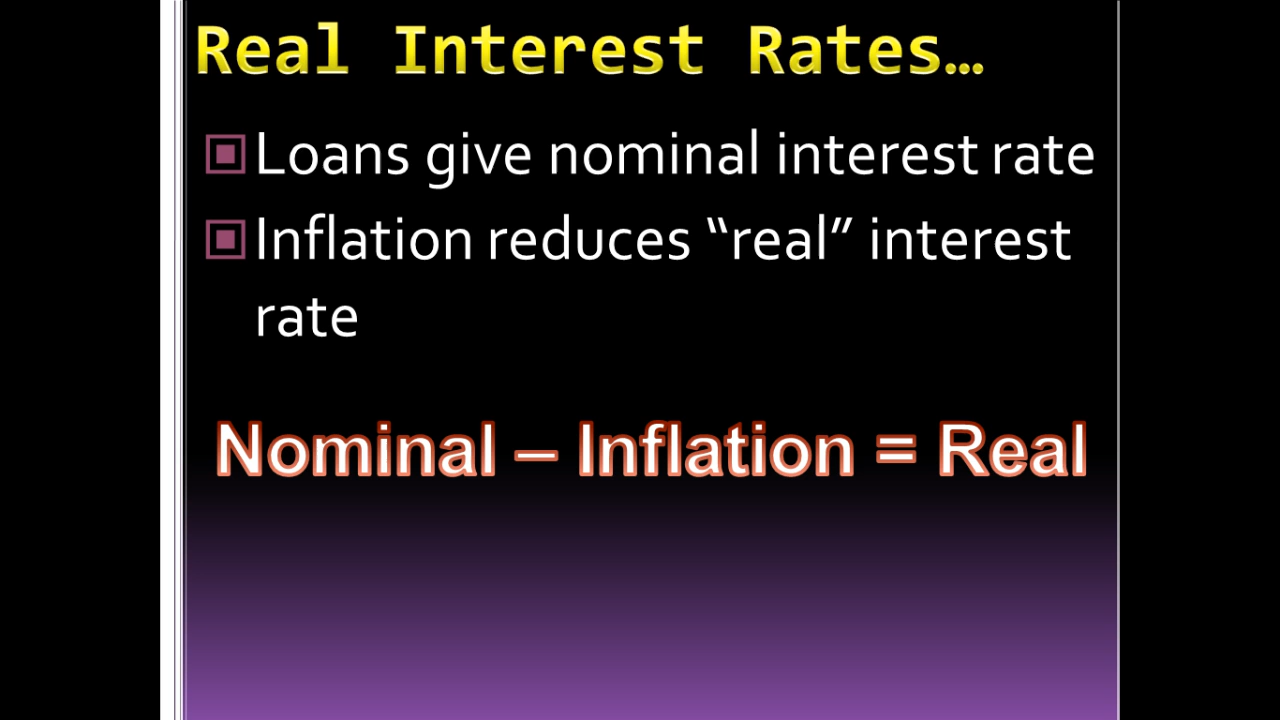 Real Interest Rates…
Loans give nominal interest rate
Inflation reduces “real” interest
rate
Nominal – Inflation = Real